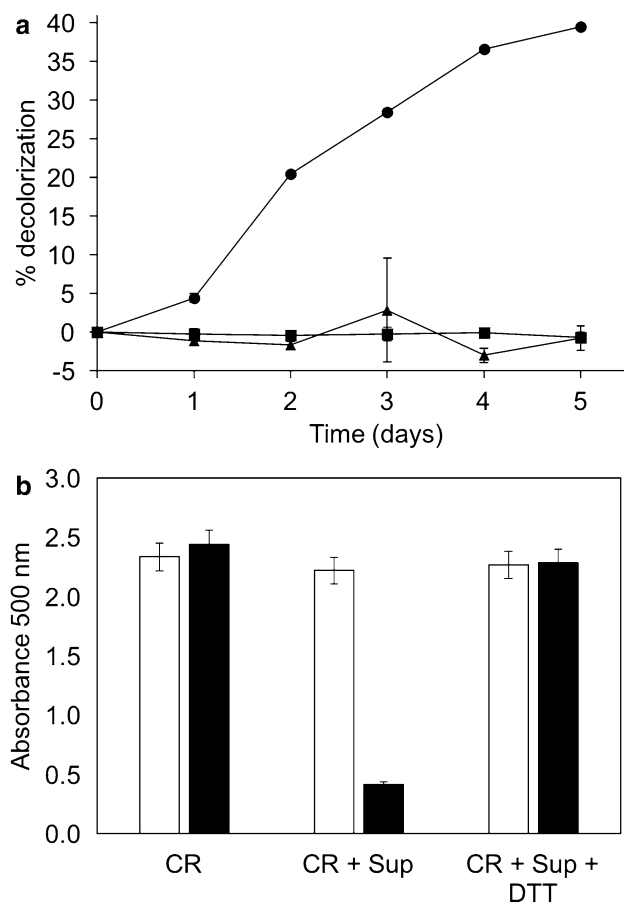 a
% decolorization
40
35
30
25
20
15
10
5
0
-5
0 1 2 3 4 5
Time (days)
b
Absorbance 500 nm
3.0
2.5
2.0
1.5
1.0
0.5
0.0
CR CR + Sup CR + Sup +
DTT